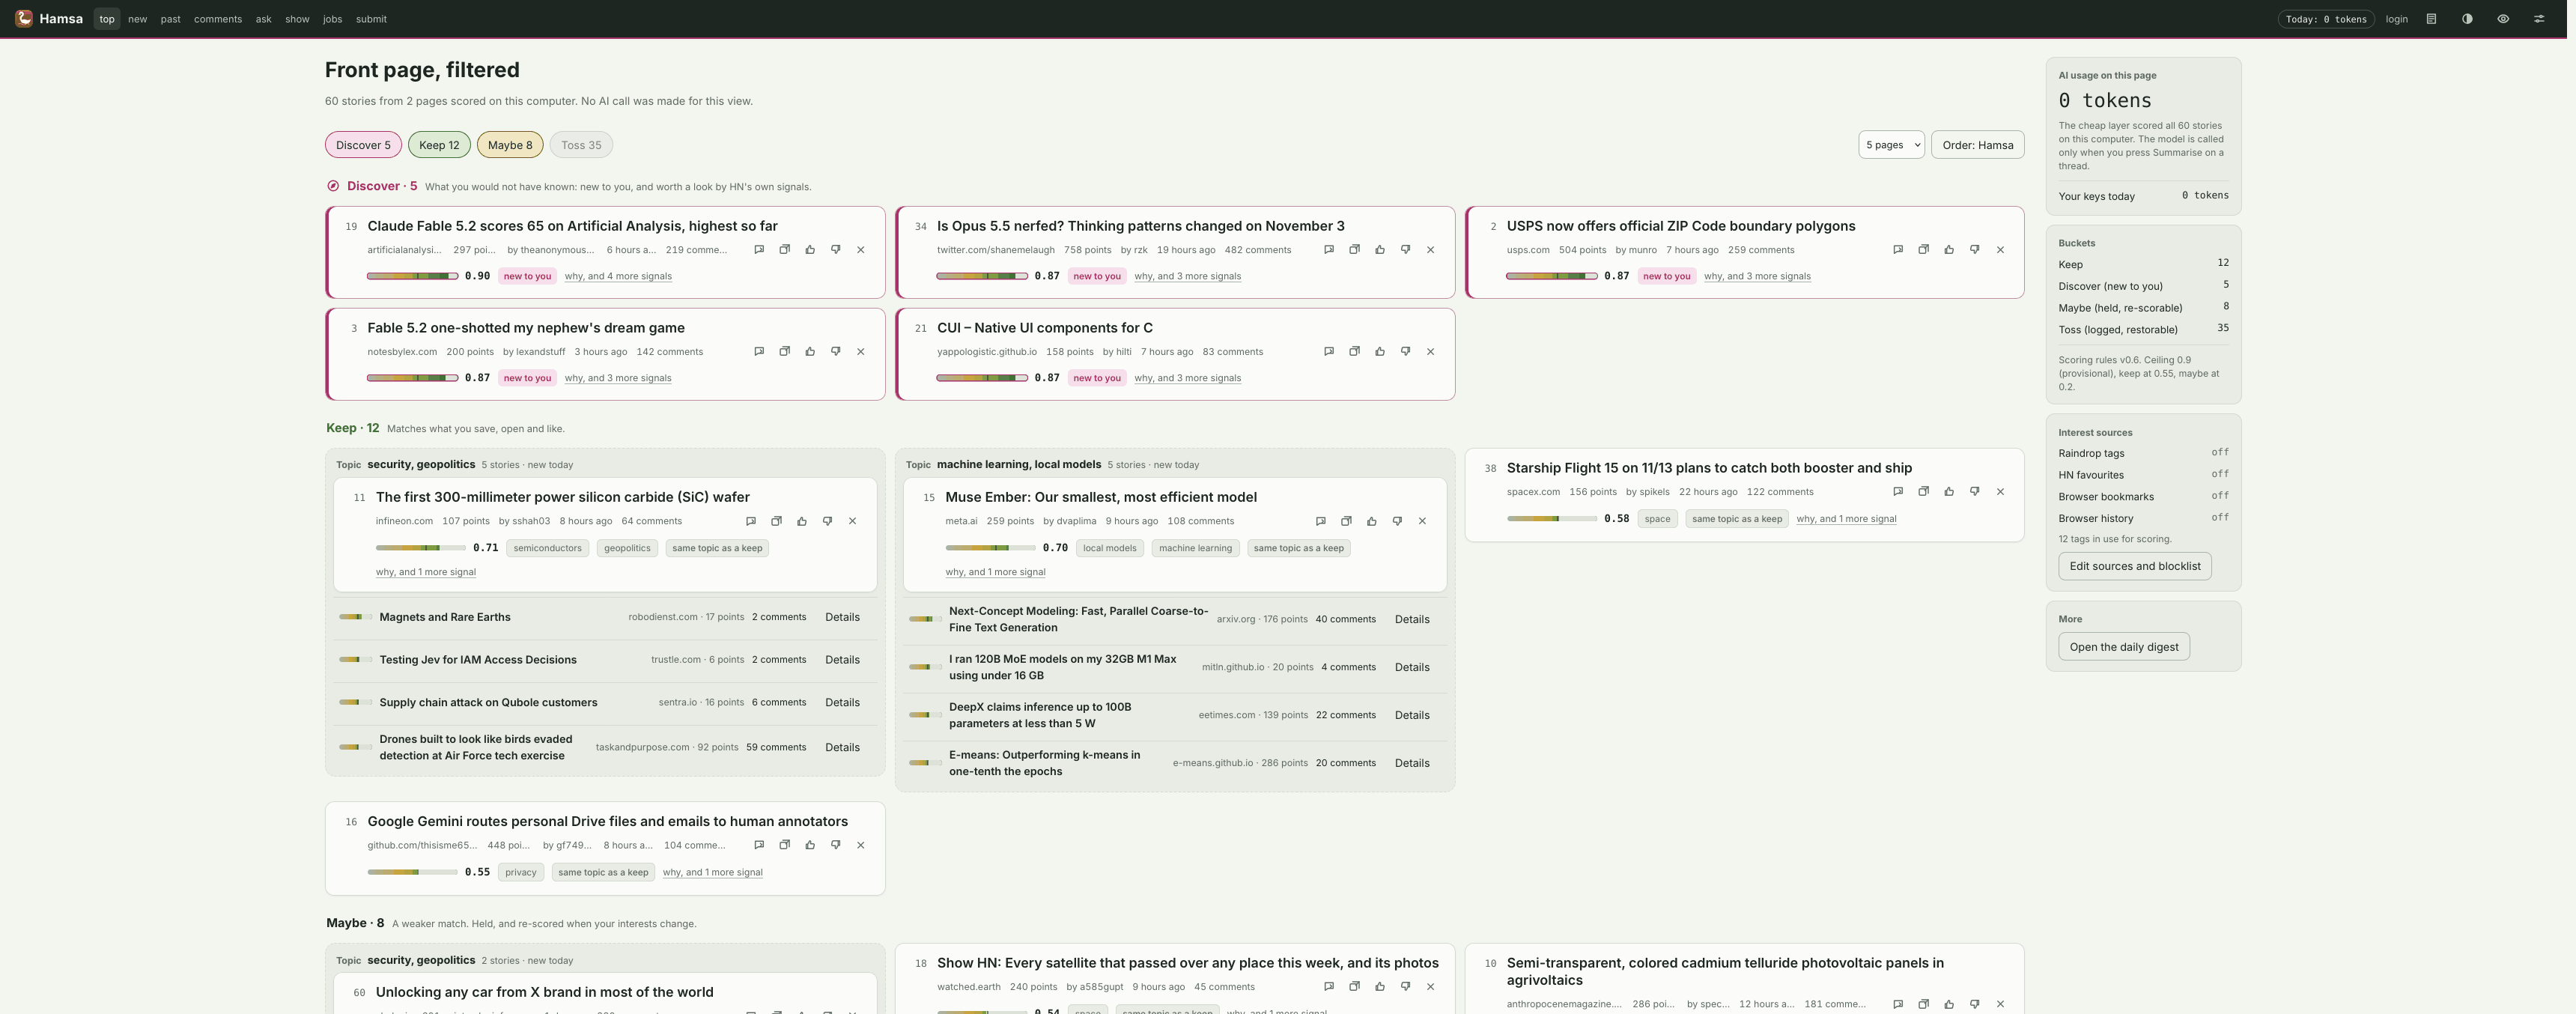 Hamsa top new past comments ask show jobs submit Today: 0 tokens login
Front page, filtered
60 stories from 2 pages scored on this computer. No AI call was made for this view.
Discover 5 Keep 12 Maybe 8 Toss 35 5 pages Order: Hamsa
Discover · 5 What you would not have known: new to you, and worth a look by HN's own signals.
19 Claude Fable 5.2 scores 65 on Artificial Analysis, highest so far
artificialanalysi... 297 poi... by theanonymous... 6 hours a... 219 comme...
0.90 new to you why, and 4 more signals
34 Is Opus 5.5 nerfed? Thinking patterns changed on November 3
twitter.com/shanemelaugh 758 points by rzk 19 hours ago 482 comments
0.87 new to you why, and 3 more signals
2 USPS now offers official ZIP Code boundary polygons
usps.com 504 points by munro 7 hours ago 259 comments
0.87 new to you why, and 3 more signals
3 Fable 5.2 one-shotted my nephew's dream game
notesbylex.com 200 points by lexandstuff 3 hours ago 142 comments
0.87 new to you why, and 3 more signals
21 CUI – Native UI components for C
yappologistic.github.io 158 points by hilti 7 hours ago 83 comments
0.87 new to you why, and 3 more signals
Keep · 12 Matches what you save, open and like.
Topic security, geopolitics 5 stories · new today
11 The first 300-millimeter power silicon carbide (SiC) wafer
infineon.com 107 points by sshah03 8 hours ago 64 comments
0.71 semiconductors geopolitics same topic as a keep
why, and 1 more signal
Magnets and Rare Earths robodienst.com · 17 points 2 comments Details
Testing Jev for IAM Access Decisions trustle.com · 6 points 2 comments Details
Supply chain attack on Qubole customers sentra.io · 16 points 6 comments Details
Drones built to look like birds evaded
detection at Air Force tech exercise taskandpurpose.com · 92 points 59 comments Details
Topic machine learning, local models 5 stories · new today
15 Muse Ember: Our smallest, most efficient model
meta.ai 259 points by dvaplima 9 hours ago 108 comments
0.70 local models machine learning same topic as a keep
why, and 1 more signal
Next-Concept Modeling: Fast, Parallel Coarse-to-
Fine Text Generation arxiv.org · 176 points 40 comments Details
I ran 120B MoE models on my 32GB M1 Max
using under 16 GB mitln.github.io · 20 points 4 comments Details
DeepX claims inference up to 100B
parameters at less than 5 W eetimes.com · 139 points 22 comments Details
E-means: Outperforming k-means in
one-tenth the epochs e-means.github.io · 286 points 20 comments Details
38 Starship Flight 15 on 11/13 plans to catch both booster and ship
spacex.com 156 points by spikels 22 hours ago 122 comments
0.58 space same topic as a keep why, and 1 more signal
16 Google Gemini routes personal Drive files and emails to human annotators
github.com/thisisme65... 448 poi... by gf749... 8 hours a... 104 comme...
0.55 privacy same topic as a keep why, and 1 more signal
Maybe · 8 A weaker match. Held, and re-scored when your interests change.
Topic security, geopolitics 2 stories · new today
60 Unlocking any car from X brand in most of the world
18 Show HN: Every satellite that passed over any place this week, and its photos
watched.earth 240 points by a585gupt 9 hours ago 45 comments
0.54 space same topic as a keep why, and 1 more signal
10 Semi-transparent, colored cadmium telluride photovoltaic panels in
agrivoltaics
anthropocenemagazine.... 286 poi... by spec... 12 hours a... 181 comme...
AI usage on this page
0 tokens
The cheap layer scored all 60 stories
on this computer. The model is called
only when you press Summarise on a
thread.
Your keys today 0 tokens
Buckets
Keep 12
Discover (new to you) 5
Maybe (held, re-scorable) 8
Toss (logged, restorable) 35
Scoring rules v0.6. Ceiling 0.9
(provisional), keep at 0.55, maybe at
0.2.
Interest sources
Raindrop tags off
HN favourites off
Browser bookmarks off
Browser history off
12 tags in use for scoring.
Edit sources and blocklist
More
Open the daily digest